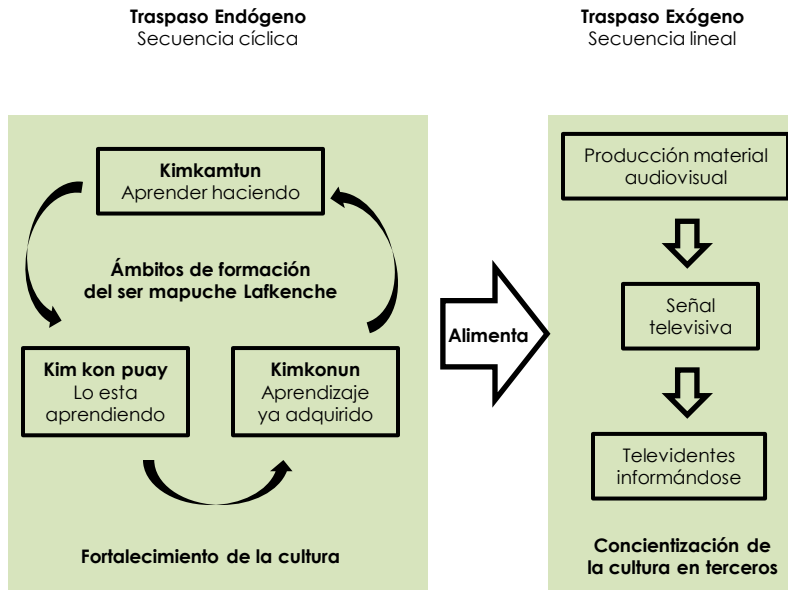 Traspaso Endógeno
Secuencia cíclica
Kimkamtun
Aprender haciendo
Ámbitos de formación
del ser mapuche Lafkenche
Kim kon puay
Lo esta
aprendiendo
Kimkonun
Aprendizaje
ya adquirido
Fortalecimiento de la cultura
Alimenta
Traspaso Exógeno
Secuencia lineal
Producción material
audiovisual
Señal
televisiva
Televidentes
informándose
Concientización de
la cultura en terceros